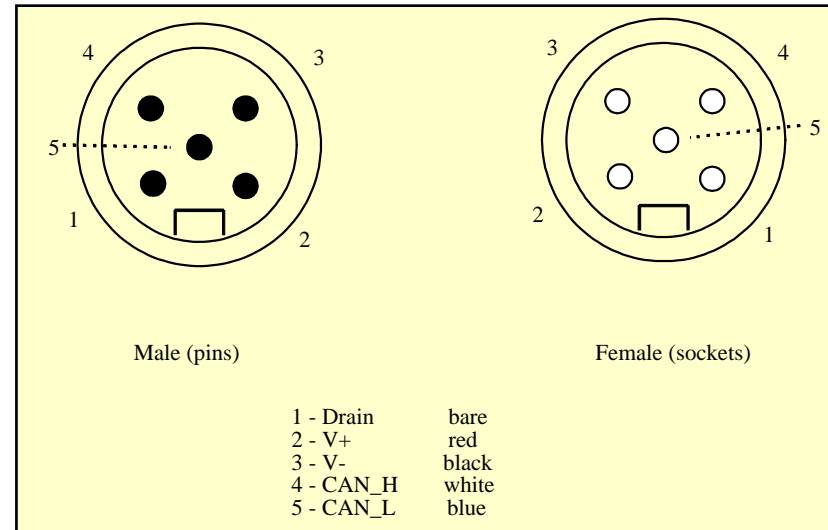 4
3
5
1
2
3
4
5
2
1
Male (pins)
Female (sockets)
1 - Drain bare
2 - V+ red
3 - V- black
4 - CAN_H white
5 - CAN_L blue